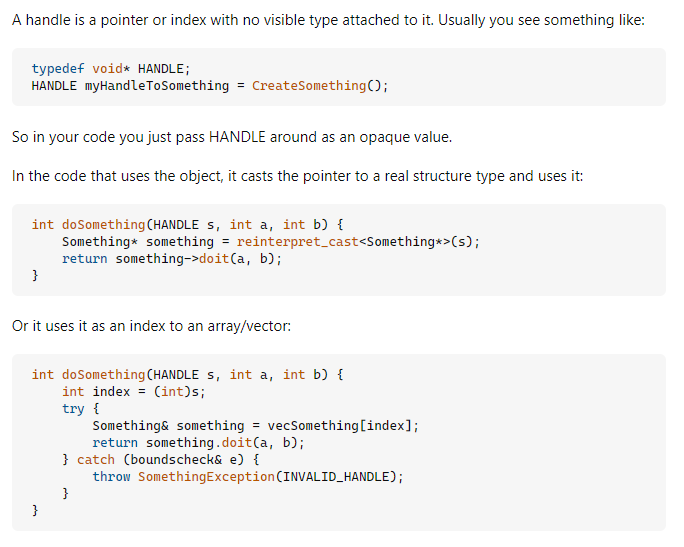 A handle is a pointer or index with no visible type attached to it. Usually you see something like:
typedef void* HANDLE;
HANDLE myHandleToSomething = CreateSomething();
So in your code you just pass HANDLE around as an opaque value.
In the code that uses the object, it casts the pointer to a real structure type and uses it:
int doSomething(HANDLE s, int a, int b) {
    Something* something = reinterpret_cast<Something*>(s);
    return something->doit(a, b);
}
Or it uses it as an index to an array/vector:
int doSomething(HANDLE s, int a, int b) {
    int index = (int)s;
    try {
        Something& something = vecSomething[index];
        return something.doit(a, b);
    } catch (boundscheck& e) {
        throw SomethingException(INVALID_HANDLE);
    }
}